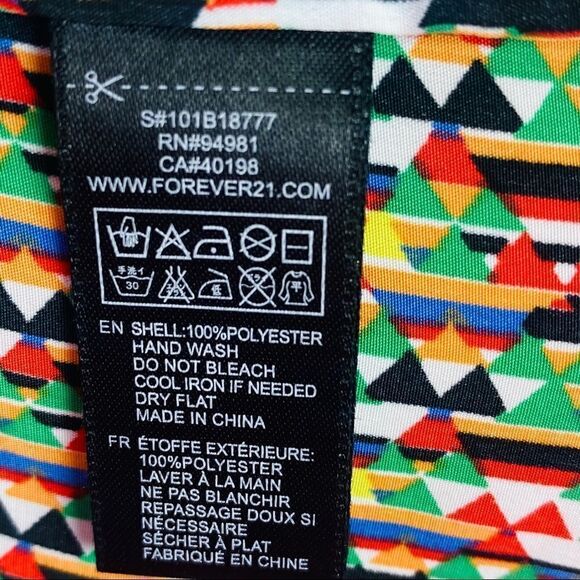 S#101B18777
RN#94981
CA#40198
WWW.FOREVER21.COM
手洗イ
30
低
平
EN SHELL:100%POLYESTER
HAND WASH
DO NOT BLEACH
COOL IRON IF NEEDED
DRY FLAT
MADE IN CHINA
FR ÉTOFFE EXTÉRIEURE:
100%POLYESTER
LAVER À LA MAIN
NE PAS BLANCHIR
REPASSAGE DOUX SI
NÉCESSAIRE
SÉCHER À PLAT
FABRIQUÉ EN CHINE